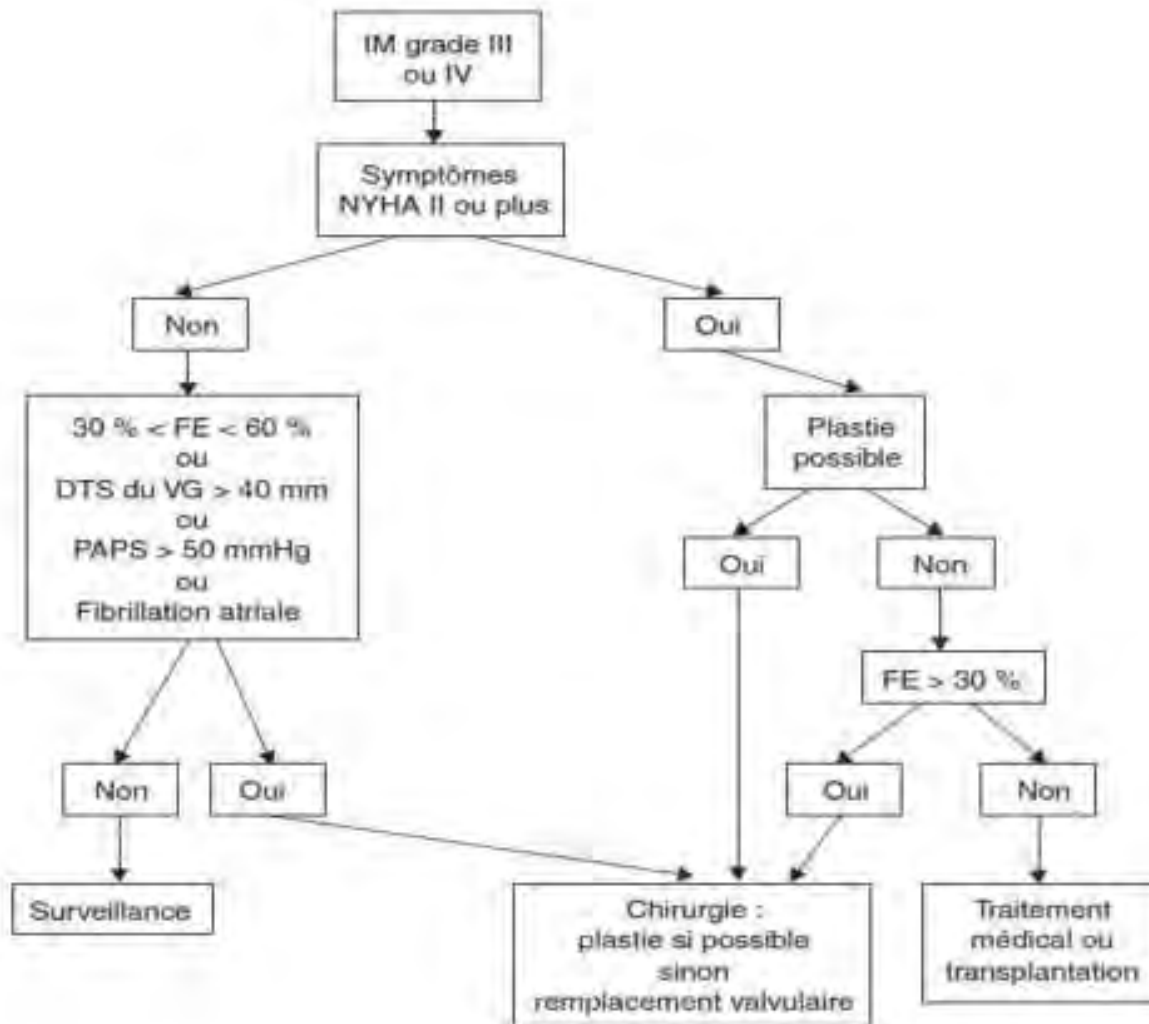 IM grade III
ou IV
Symptômes
NYHA II ou plus
Non
Oui
30 % < FE < 60 %
ou
DTS du VG > 40 mm
ou
PAPS > 50 mmHg
ou
Fibrillation atriale
Plastie
possible
Oui
Non
FE > 30 %
Non
Oui
Oui
Non
Surveillance
Chirurgie :
plastie si possible
sinon
remplacement valvulaire
Traitement
médical ou
transplantation